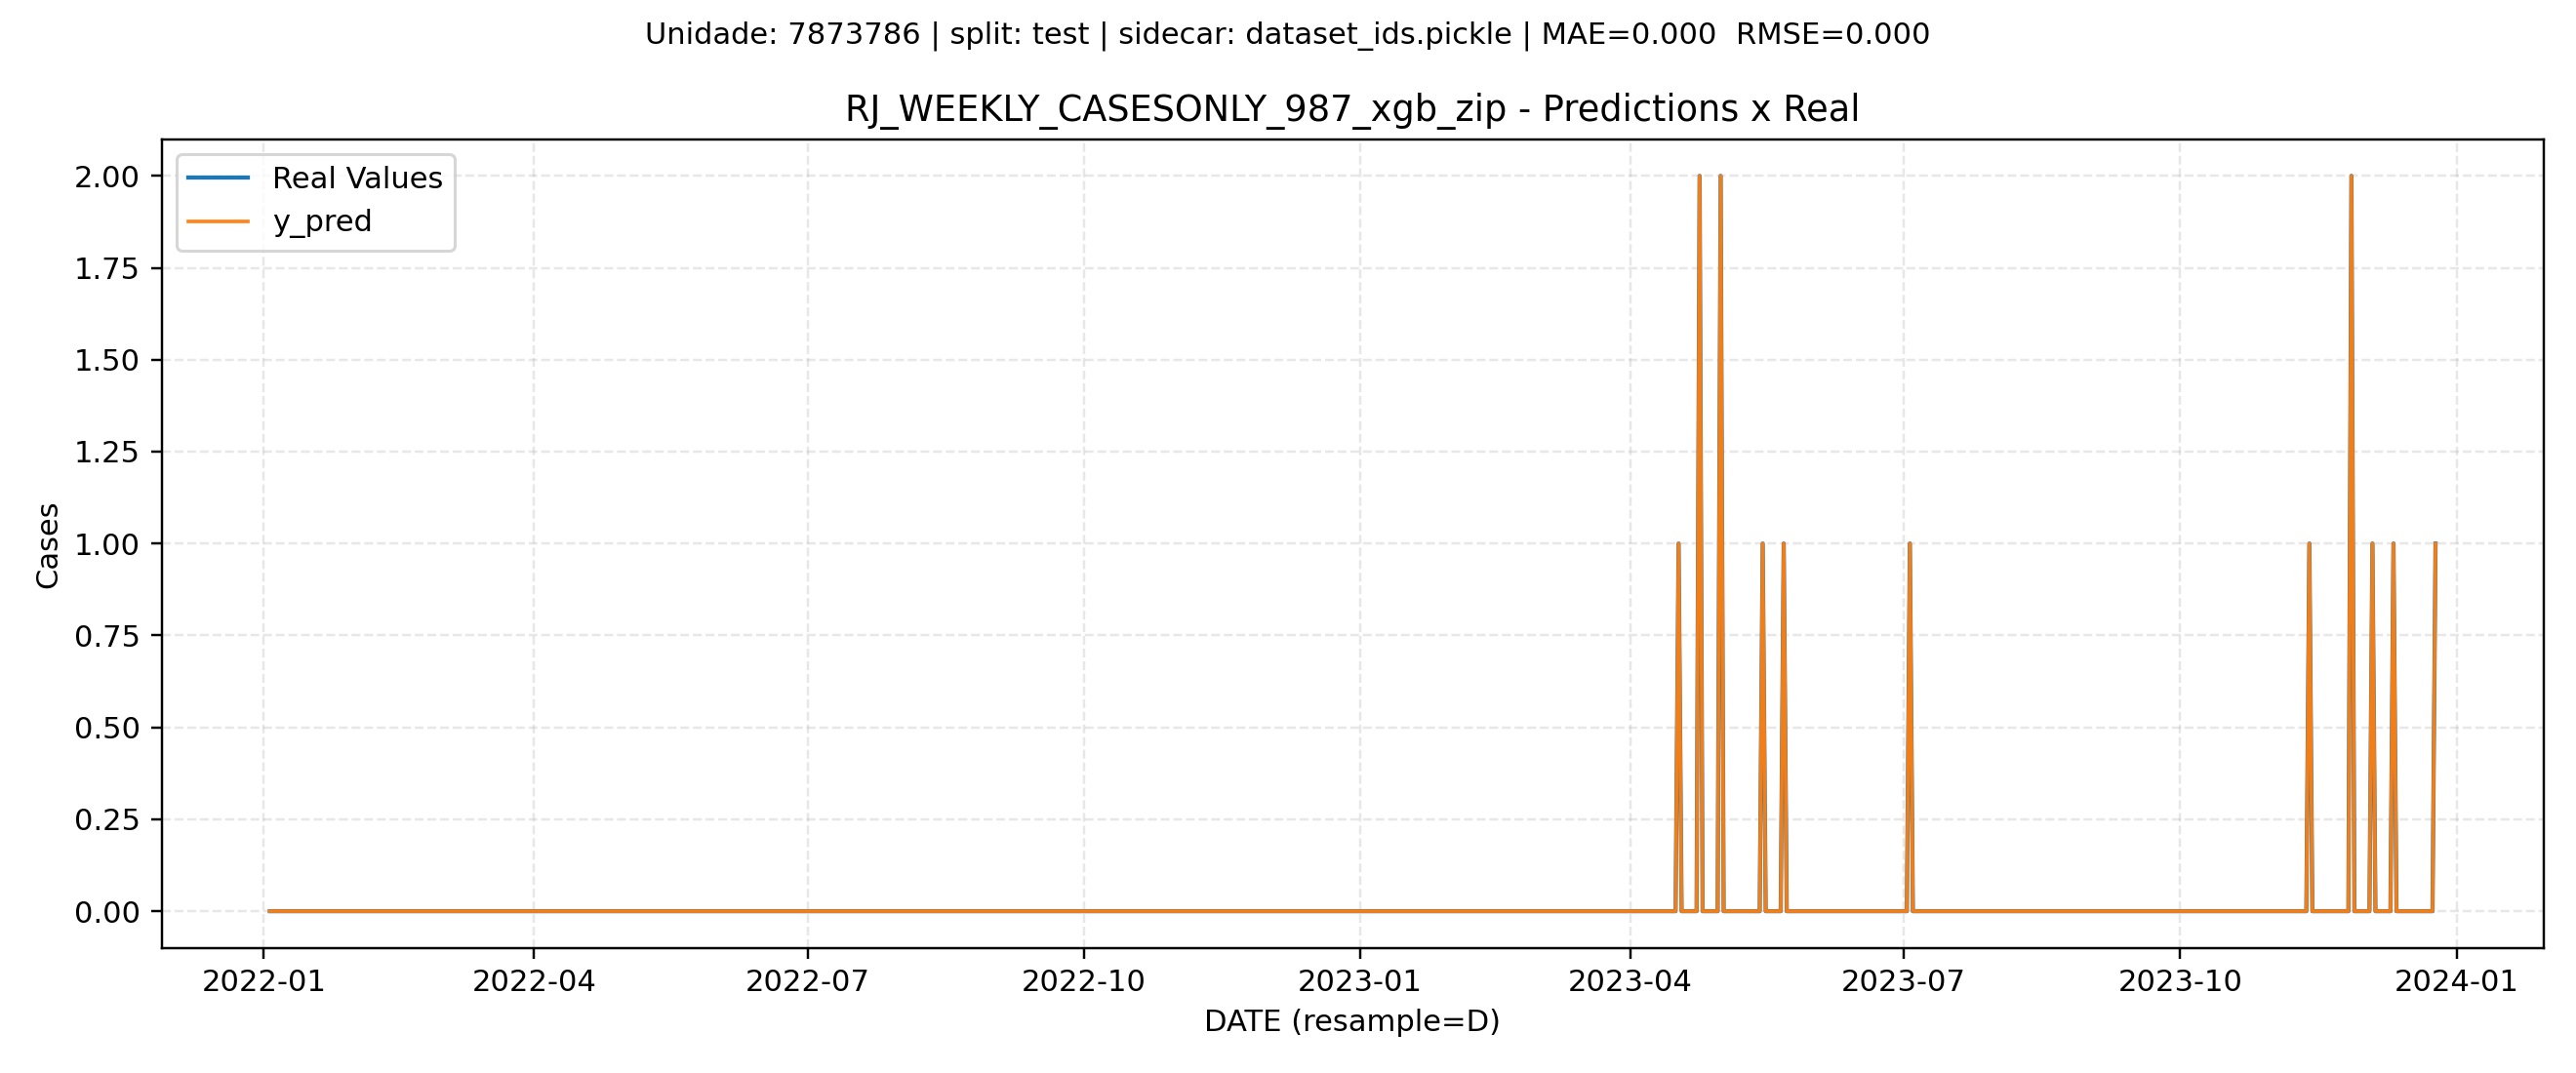 Unidade: 7873786 | split: test | sidecar: dataset_ids.pickle | MAE=0.000  RMSE=0.000
RJ_WEEKLY_CASESONLY_987_xgb_zip - Predictions x Real
Real Values
y_pred
2.00
1.75
1.50
1.25
1.00
0.75
0.50
0.25
0.00
Cases
2022-01 2022-04 2022-07 2022-10 2023-01 2023-04 2023-07 2023-10 2024-01
DATE (resample=D)